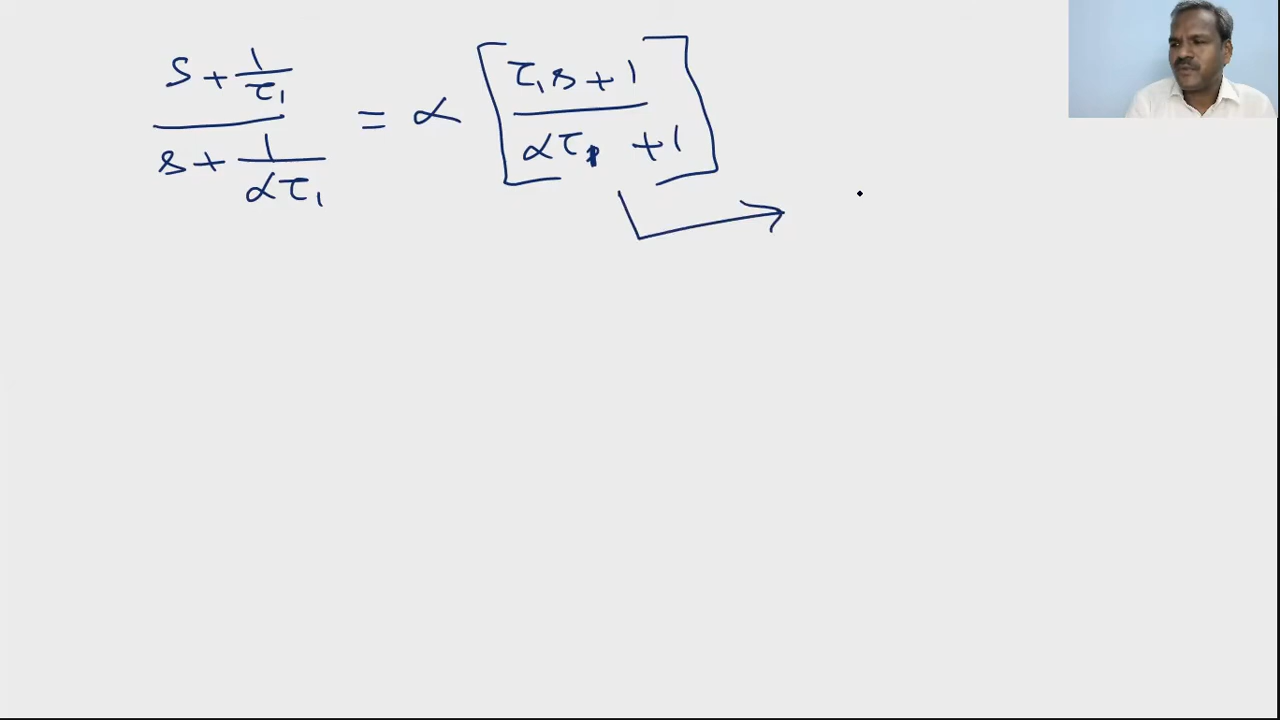 s + 1/τ₁ / s + 1/ατ₁ = α [ τ₁s + 1 / ατ₁ + 1 ]